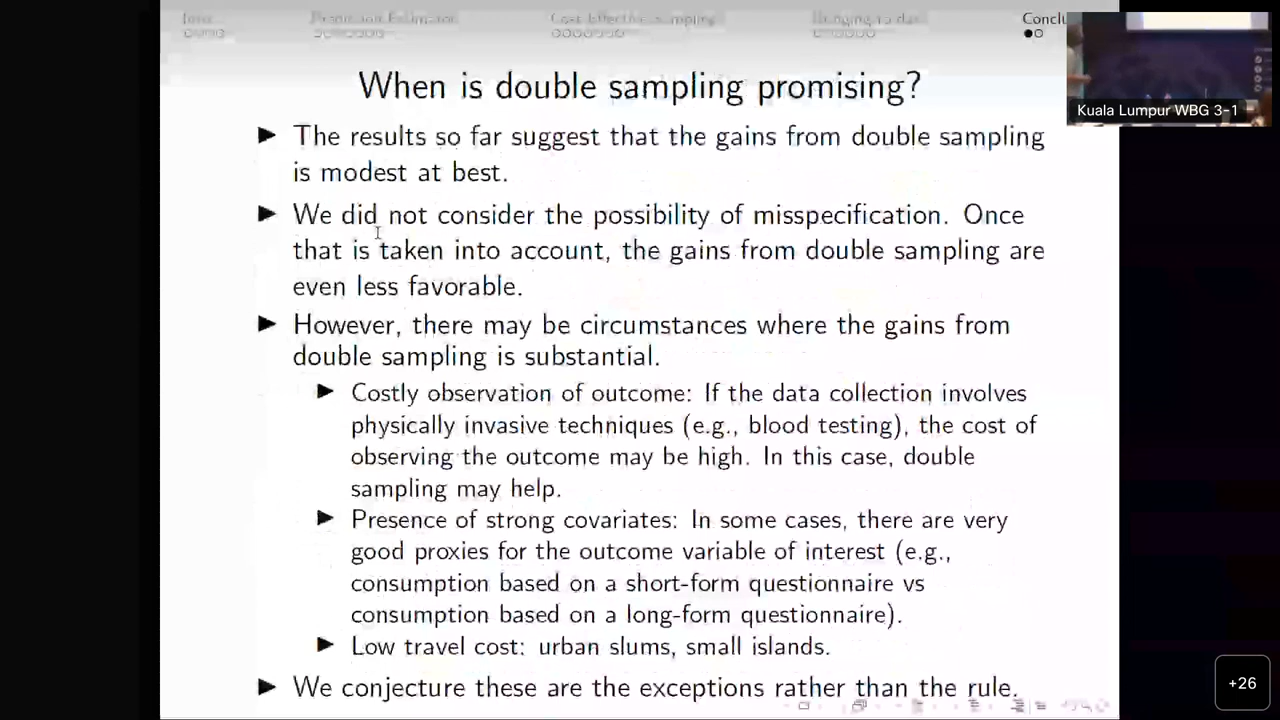 Conclu
When is double sampling promising?
The results so far suggest that the gains from double sampling
is modest at best.
We did not consider the possibility of misspecification. Once
that is taken into account, the gains from double sampling are
even less favorable.
However, there may be circumstances where the gains from
double sampling is substantial.
Costly observation of outcome: If the data collection involves
physically invasive techniques (e.g., blood testing), the cost of
observing the outcome may be high. In this case, double
sampling may help.
Presence of strong covariates: In some cases, there are very
good proxies for the outcome variable of interest (e.g.,
consumption based on a short-form questionnaire vs
consumption based on a long-form questionnaire).
Low travel cost: urban slums, small islands.
We conjecture these are the exceptions rather than the rule.
Kuala Lumpur WBG 3-1
+26